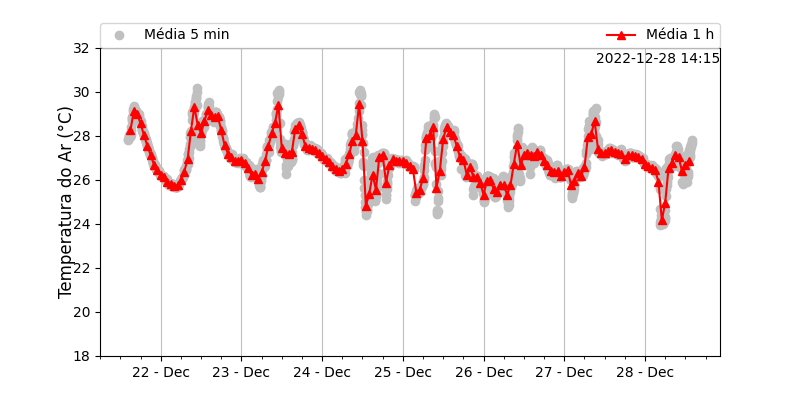 Média 5 min
Média 1 h
2022-12-28 14:15
Temperatura do Ar (°C)
32
30
28
26
24
22
20
18
22 - Dec
23 - Dec
24 - Dec
25 - Dec
26 - Dec
27 - Dec
28 - Dec